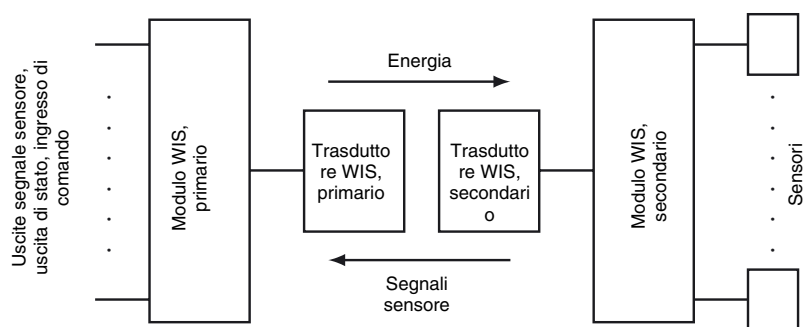 Uscite segnale sensore,
uscita di stato, ingresso di
comando
Modulo WIS,
primario
Energia
Trasdutto
re WIS,
primario
Trasdutto
re WIS,
secondari
o
Segnali
sensore
Modulo WIS,
secondario
Sensori